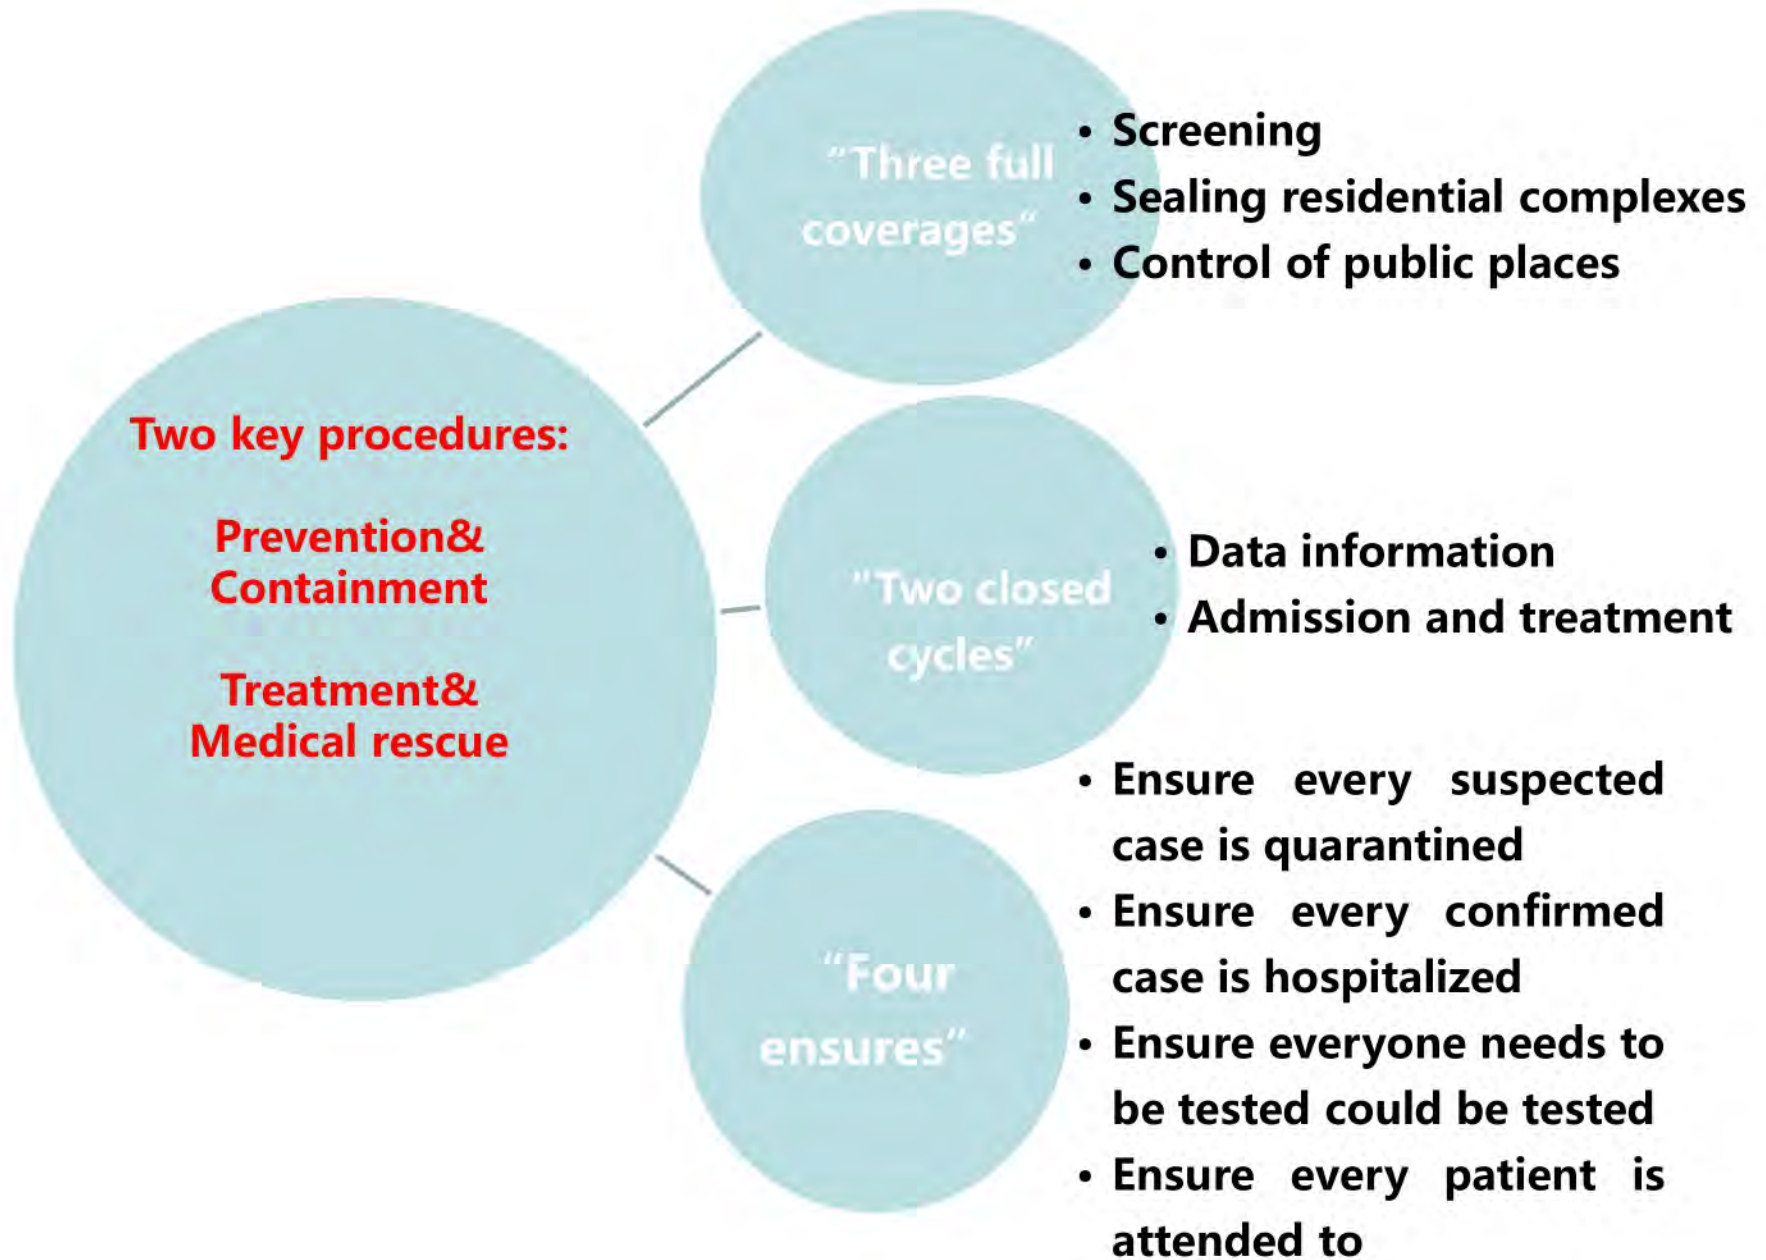 Two key procedures:
Prevention&
Containment
Treatment&
Medical rescue
"Three full
coverages"
• Screening
• Sealing residential complexes
• Control of public places
"Two closed
cycles"
• Data information
• Admission and treatment
"Four
ensures"
• Ensure every suspected
case is quarantined
• Ensure every confirmed
case is hospitalized
• Ensure everyone needs to
be tested could be tested
• Ensure every patient is
attended to